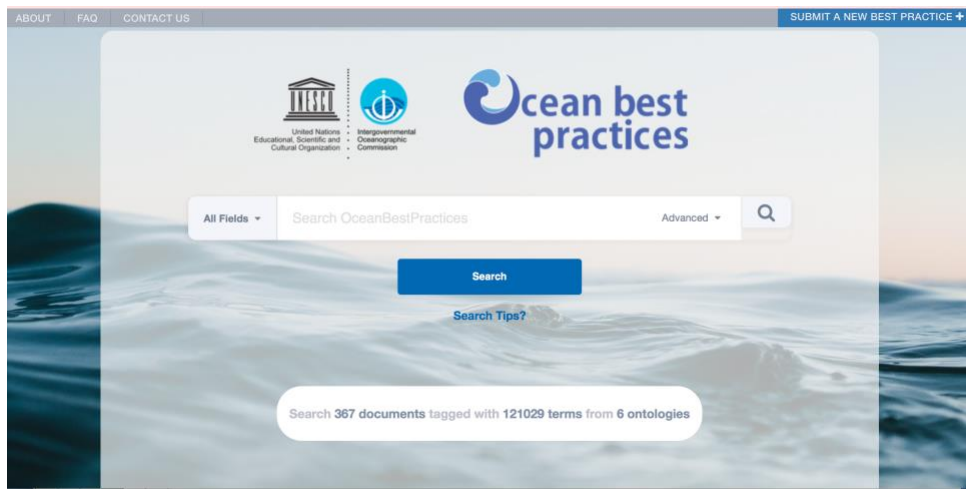 ABOUT FAQ CONTACT US
SUBMIT A NEW BEST PRACTICE +
UNESCO
United Nations
Educational, Scientific and
Cultural Organization
Intergovernmental
Oceanographic
Commission
Ocean best
practices
All Fields
Search OceanBestPractices
Advanced
Search
Search Tips?
Search 367 documents tagged with 121029 terms from 6 ontologies